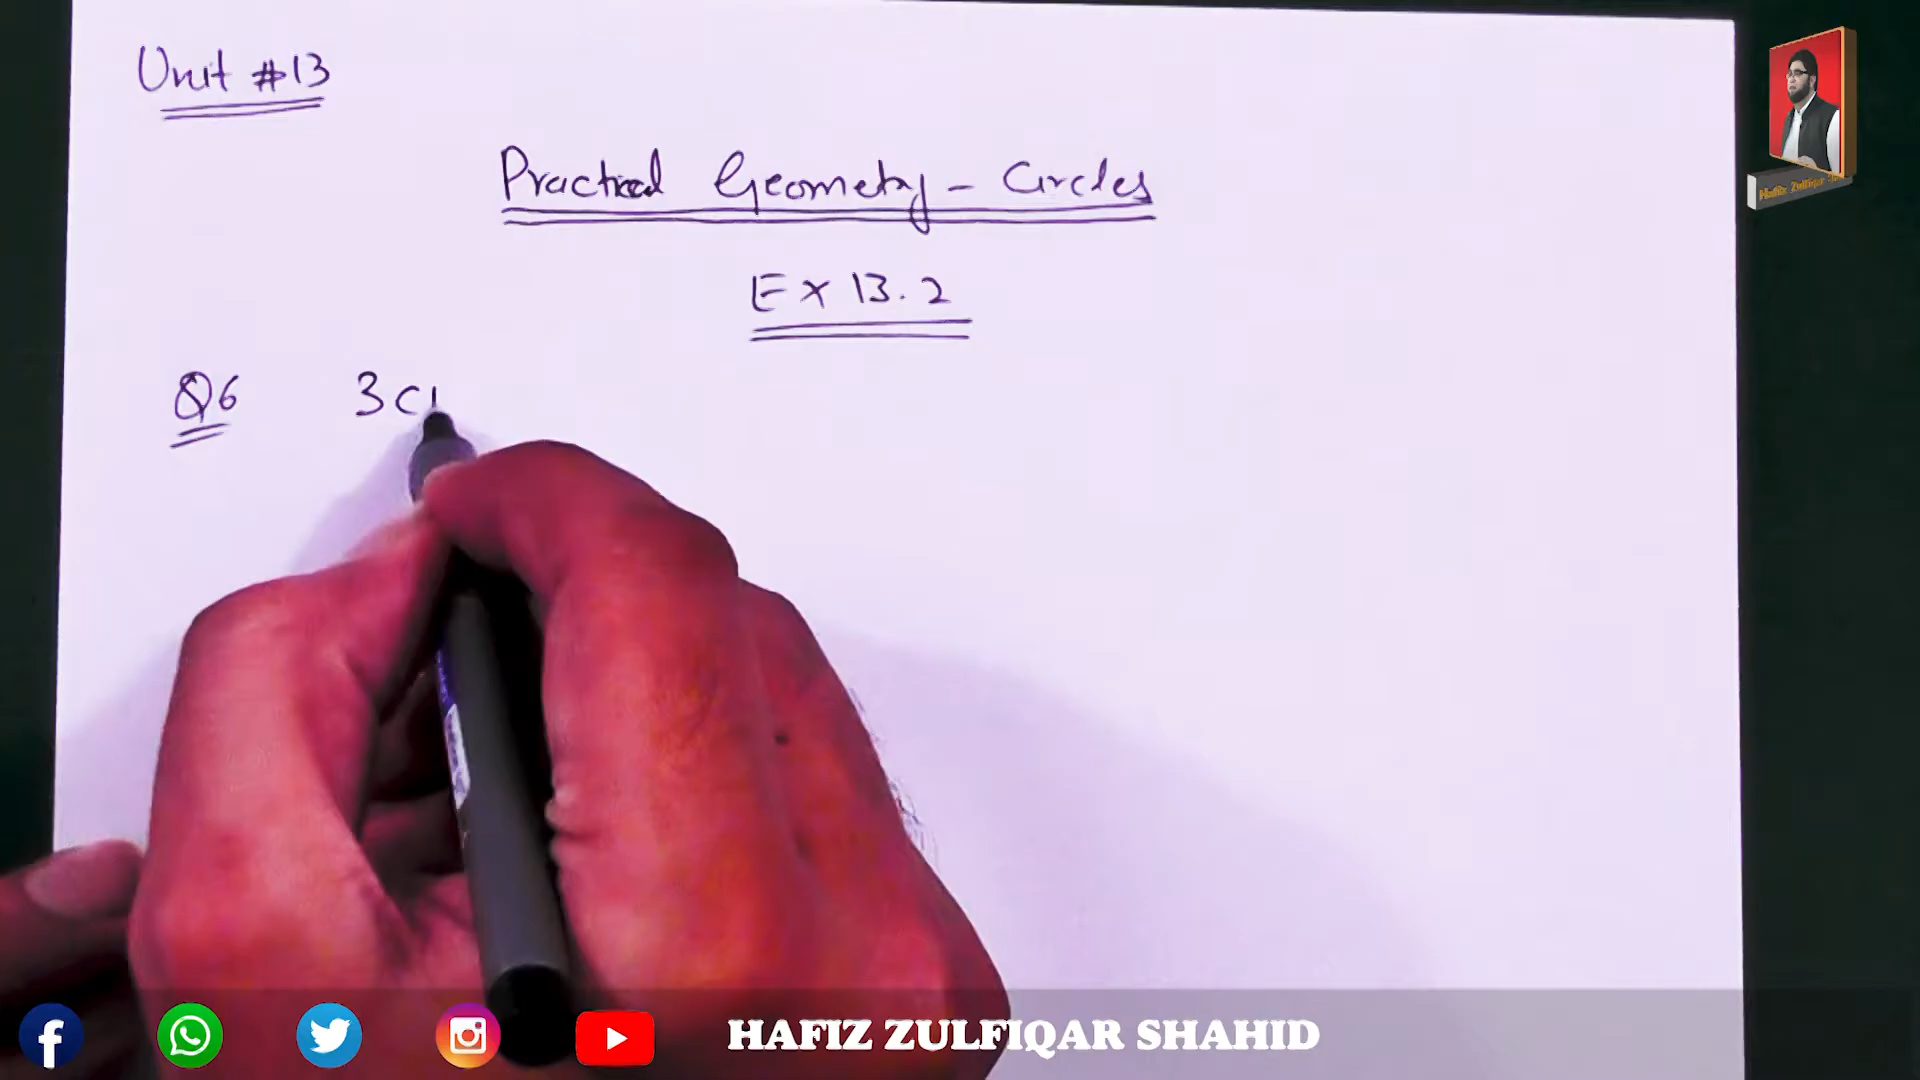 Unit #13
Practical Geometry - Circles
Ex 13.2
Q6 3c
HAFIZ ZULFIQAR SHAHID